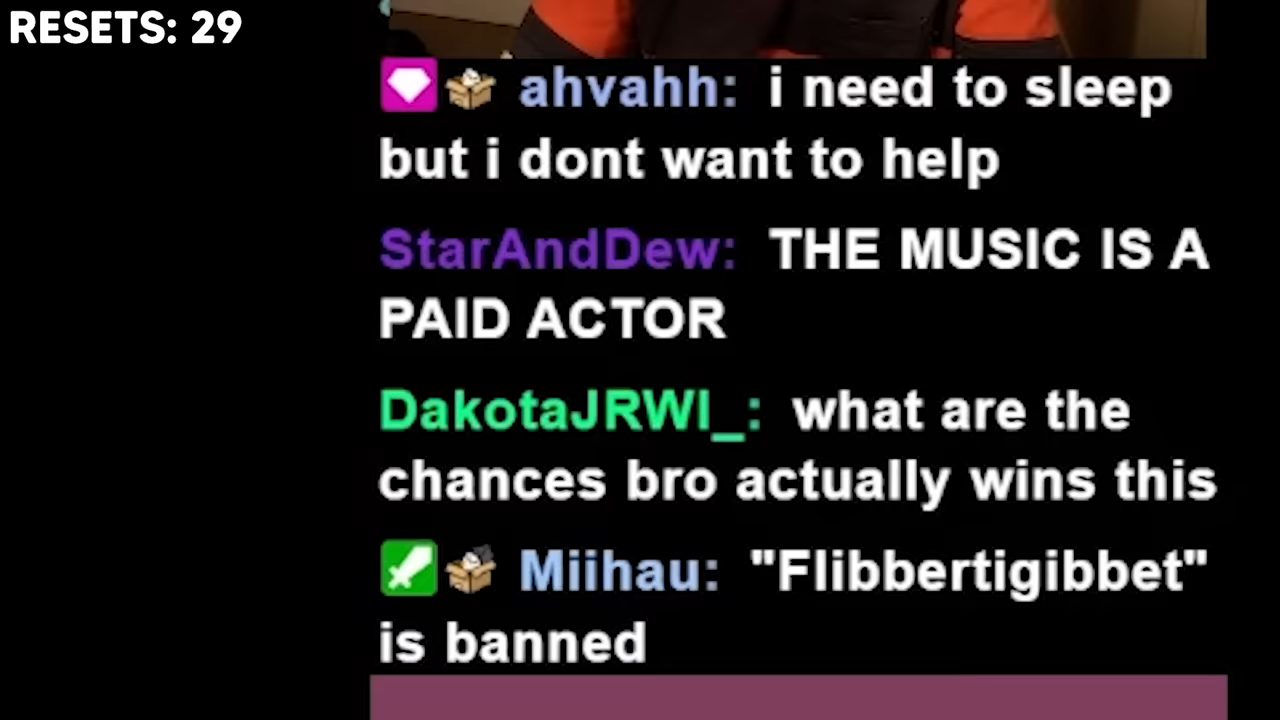 RESETS: 29
ahvahh: i need to sleep
but i dont want to help
StarAndDew: THE MUSIC IS A
PAID ACTOR
DakotaJRWI_: what are the
chances bro actually wins this
Miihau: "Flibbertigibbet"
is banned